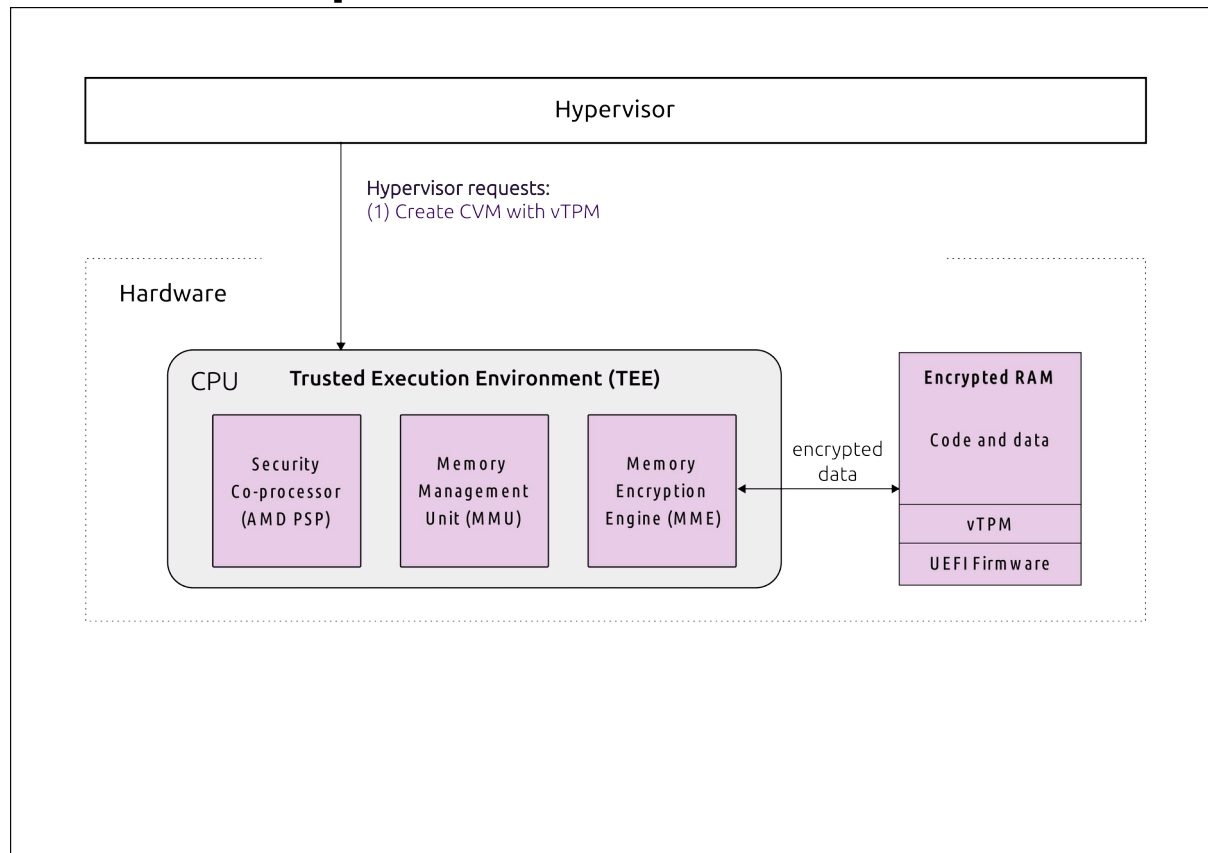 Hypervisor
Hypervisor requests:
(1) Create CVM with vTPM
Hardware
CPU
Trusted Execution Environment (TEE)
Security
Co-processor
(AMD PSP)
Memory
Management
Unit (MMU)
Memory
Encryption
Engine (MME)
encrypted
data
Encrypted RAM
Code and data
vTPM
UEFI Firmware